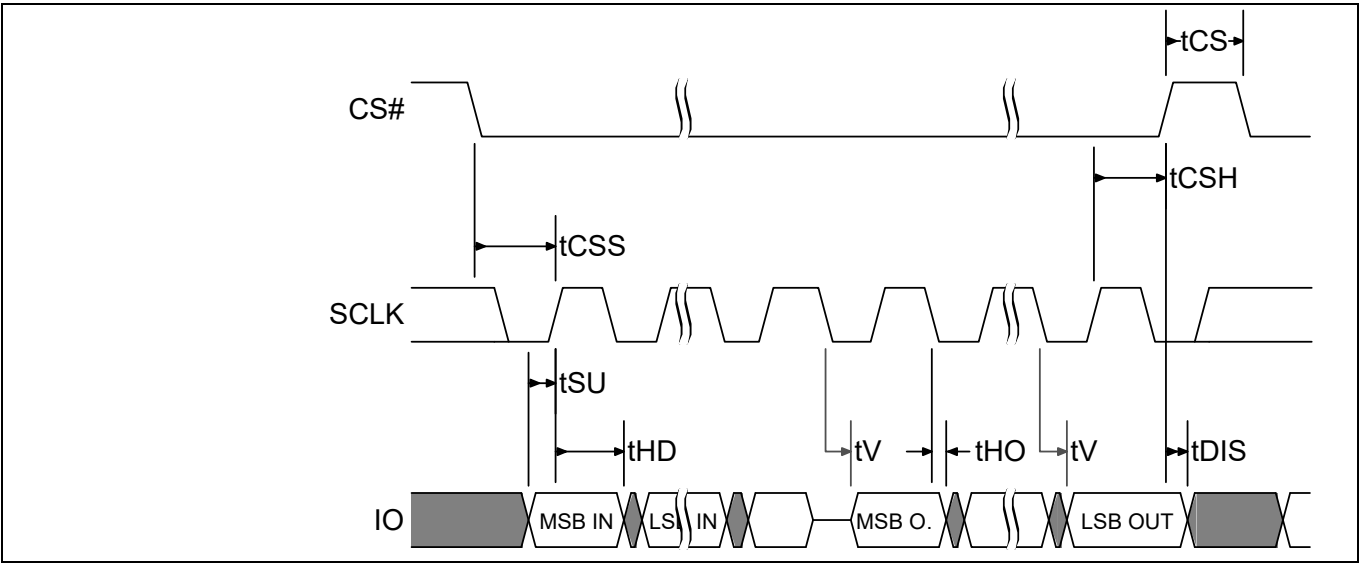 tCS
CS#
tCSH
tCSS
SCLK
tSU
tHD
tV
tHO
tV
tDIS
IO
MSB IN
LSB IN
MSB O.
LSB OUT